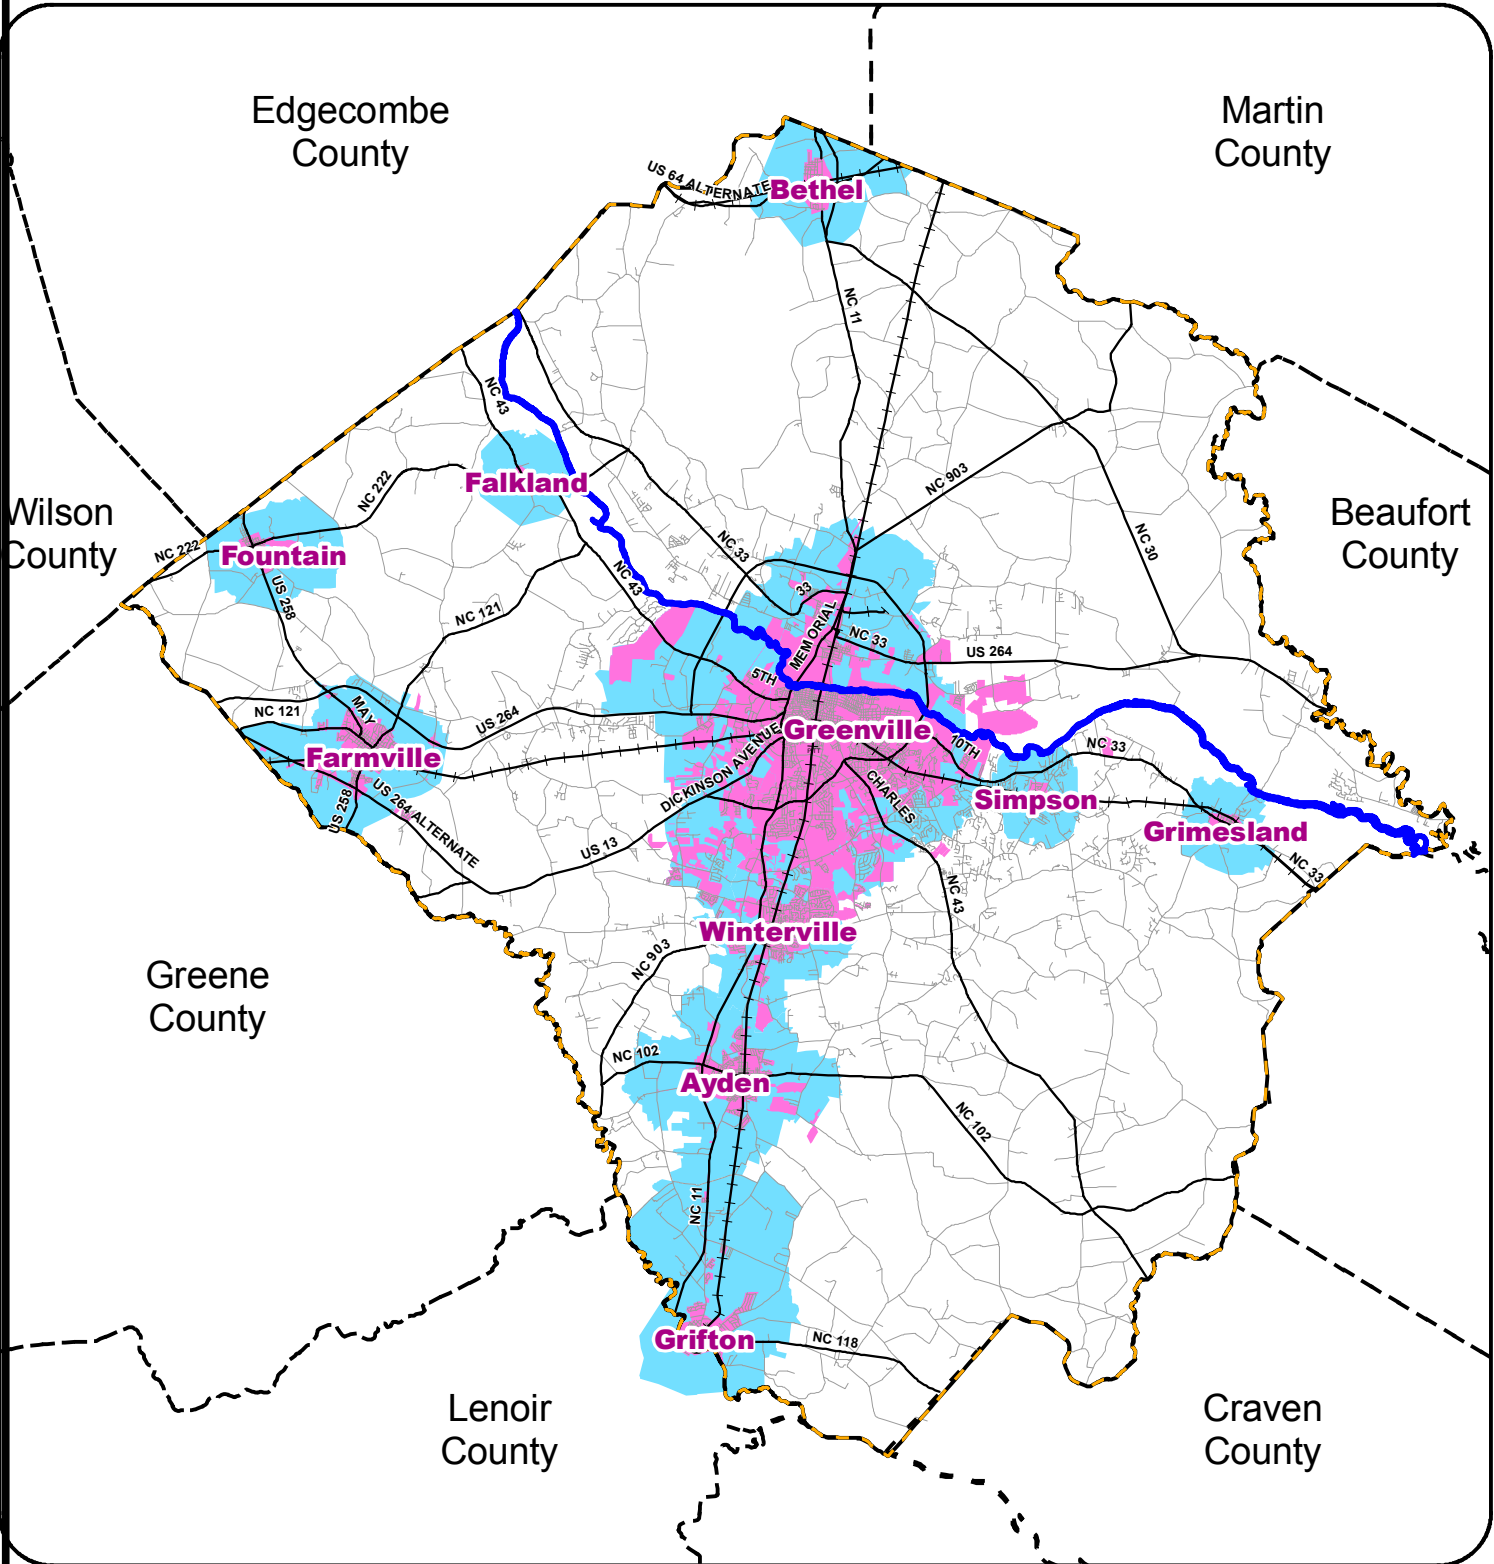 Edgecombe
County
Martin
County
US 64 ALTERNATE
Bethel
NC 11
NC 43
NC 903
NC 222
Falkland
Wilson
County
Beaufort
County
NC 222
Fountain
NC 33
NC 30
US 258
NC 43
33
NC 121
MEMORIAL
NC 33
US 264
5TH
NC 121
MAY
US 264
Greenville
10TH
NC 33
Farmville
DICKINSON AVENUE
CHARLES
Simpson
US 258
US 264 ALTERNATE
Grimesland
US 13
NC 33
NC 43
Winterville
NC 903
Greene
County
NC 102
Ayden
NC 102
NC 11
Grifton
NC 118
Lenoir
County
Craven
County